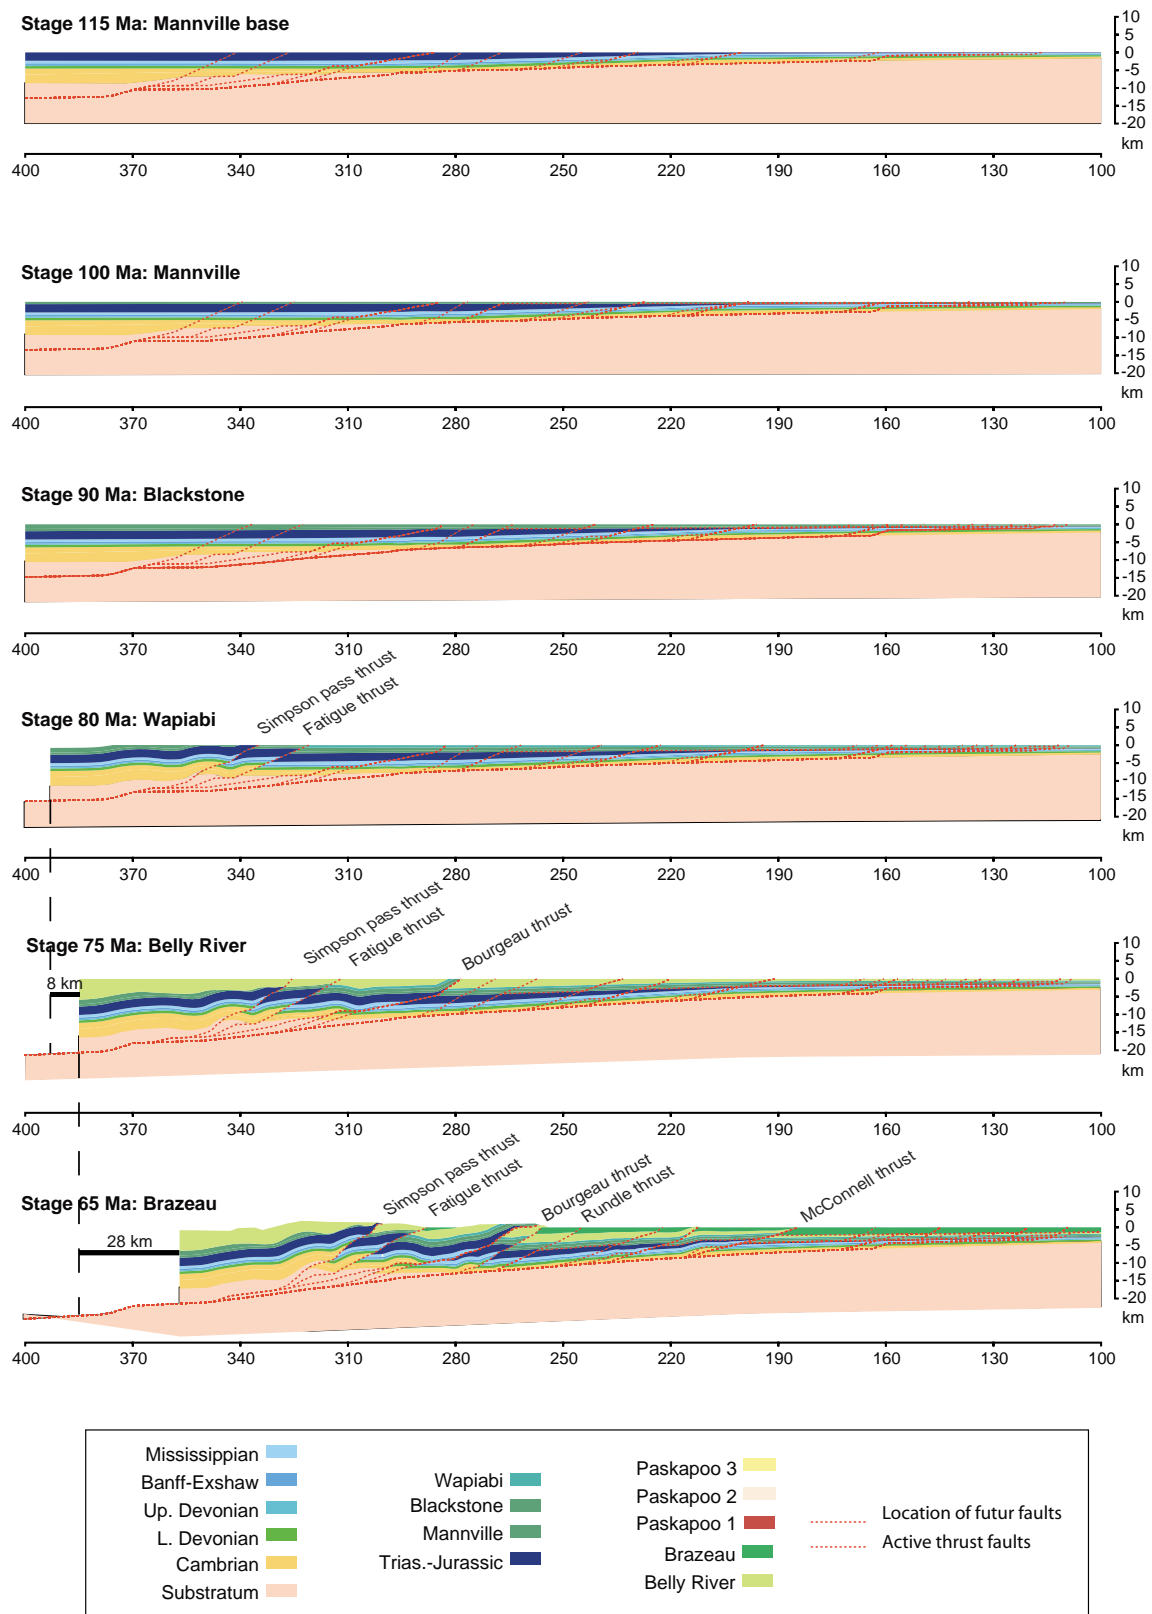 Stage 115 Ma: Mannville base
10
5
0
-5
-10
-15
-20
km
400 370 340 310 280 250 220 190 160 130 100
Stage 100 Ma: Mannville
10
5
0
-5
-10
-15
-20
km
400 370 340 310 280 250 220 190 160 130 100
Stage 90 Ma: Blackstone
10
5
0
-5
-10
-15
-20
km
400 370 340 310 280 250 220 190 160 130 100
Simpson pass thrust
Fatigue thrust
Stage 80 Ma: Wapiabi
10
5
0
-5
-10
-15
-20
km
400 370 340 310 280 250 220 190 160 130 100
Simpson pass thrust
Fatigue thrust
Bourgeau thrust
Stage 75 Ma: Belly River
8 km
10
5
0
-5
-10
-15
-20
km
400 370 340 310 280 250 220 190 160 130 100
Simpson pass thrust
Fatigue thrust
Bourgeau thrust
Rundle thrust
McConnell thrust
Stage 65 Ma: Brazeau
28 km
10
5
0
-5
-10
-15
-20
km
400 370 340 310 280 250 220 190 160 130 100
Mississippian
Banff-Exshaw
Up. Devonian
L. Devonian
Cambrian
Substratum
Wapiabi
Blackstone
Mannville
Trias.-Jurassic
Paskapoo 3
Paskapoo 2
Paskapoo 1
Brazeau
Belly River
Location of futur faults
Active thrust faults